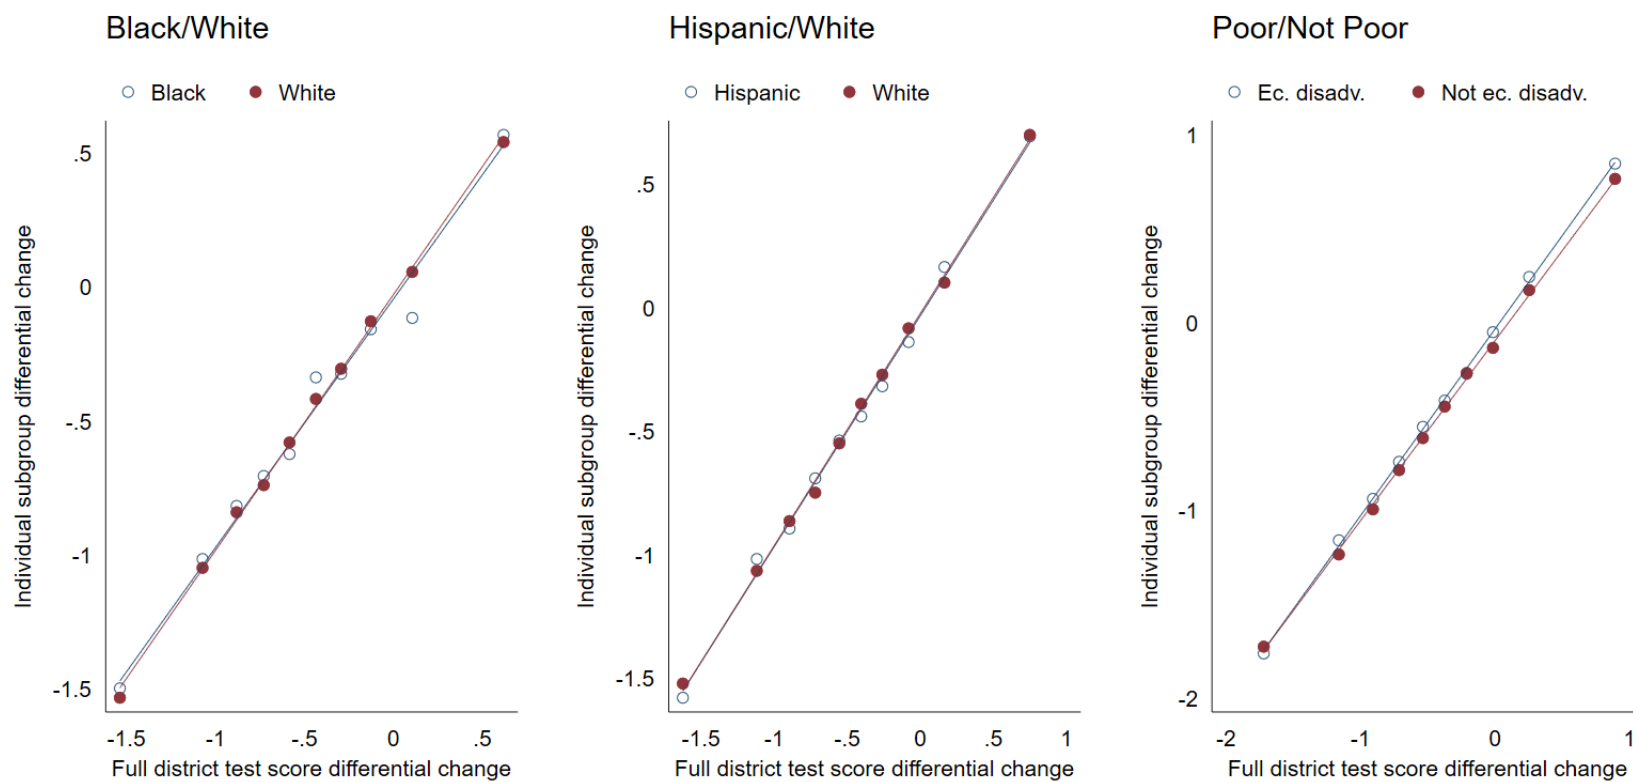 Black/White
Black White
Individual subgroup differential change
.5
0
-.5
-1
-1.5
-1.5 -1 -.5 0 .5
Full district test score differential change
Hispanic/White
Hispanic White
Individual subgroup differential change
.5
0
-.5
-1
-1.5
-1.5 -1 -.5 0 .5 1
Full district test score differential change
Poor/Not Poor
Ec. disadv. Not ec. disadv.
Individual subgroup differential change
1
0
-1
-2
-2 -1 0 1
Full district test score differential change